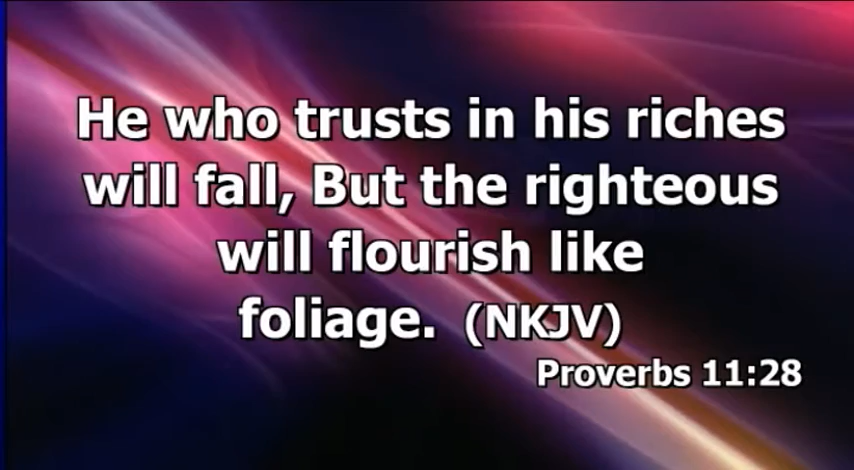 He who trusts in his riches
will fall, But the righteous
will flourish like
foliage. (NKJV)
Proverbs 11:28